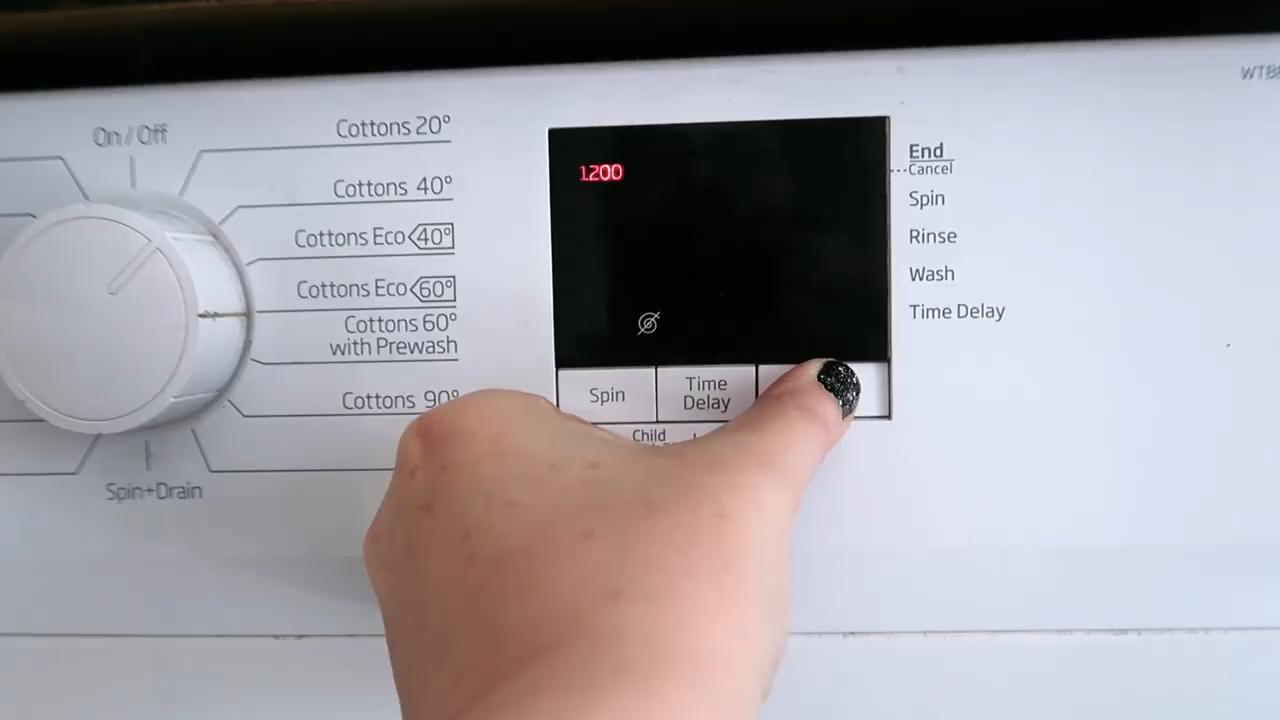 On / Off
Cottons 20°
Cottons 40°
Cottons Eco 40°
Cottons Eco 60°
Cottons 60°
with Prewash
Cottons 90°
Spin+Drain
1200
Spin
Time
Delay
Child
End
Cancel
Spin
Rinse
Wash
Time Delay